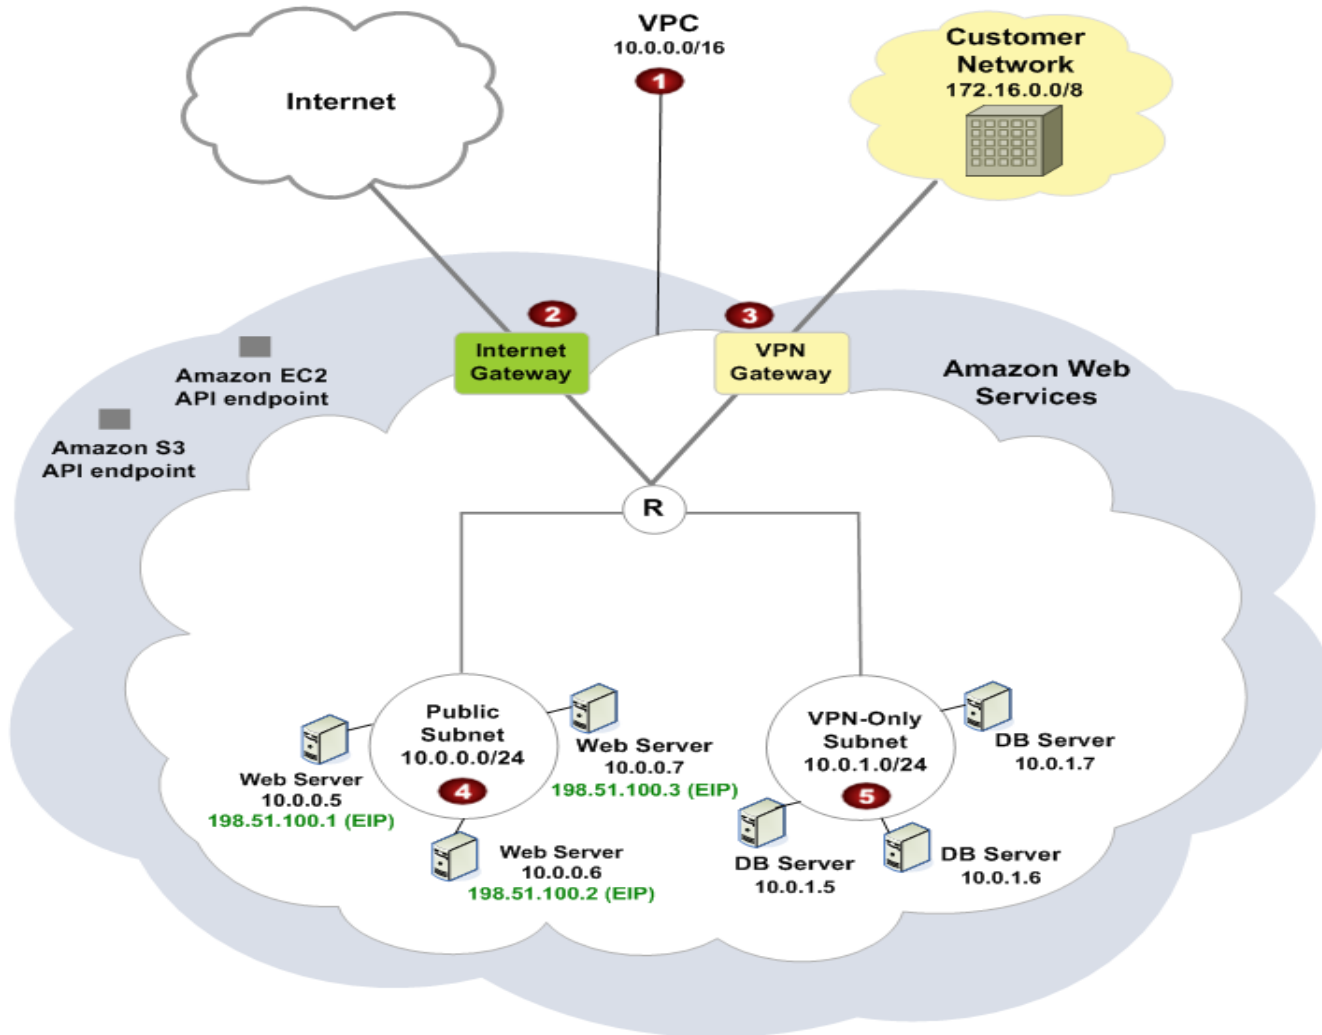 VPC
10.0.0.0/16
1
Internet
Customer
Network
172.16.0.0/8
2
3
Internet
Gateway
VPN
Gateway
Amazon EC2
API endpoint
Amazon S3
API endpoint
Amazon Web
Services
R
Public
Subnet
10.0.0.0/24
4
Web Server
10.0.0.5
198.51.100.1 (EIP)
Web Server
10.0.0.6
198.51.100.2 (EIP)
Web Server
10.0.0.7
198.51.100.3 (EIP)
VPN-Only
Subnet
10.0.1.0/24
5
DB Server
10.0.1.5
DB Server
10.0.1.6
DB Server
10.0.1.7